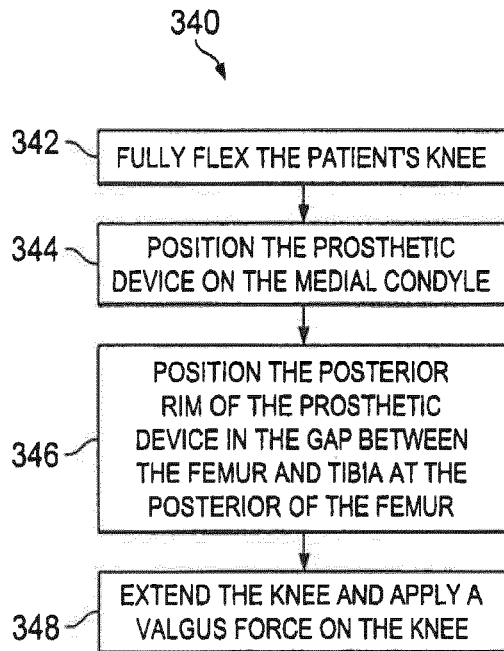 340
342
FULLY FLEX THE PATIENT'S KNEE
344
POSITION THE PROSTHETIC
DEVICE ON THE MEDIAL CONDYLE
346
POSITION THE POSTERIOR
RIM OF THE PROSTHETIC
DEVICE IN THE GAP BETWEEN
THE FEMUR AND TIBIA AT THE
POSTERIOR OF THE FEMUR
348
EXTEND THE KNEE AND APPLY A
VALGUS FORCE ON THE KNEE